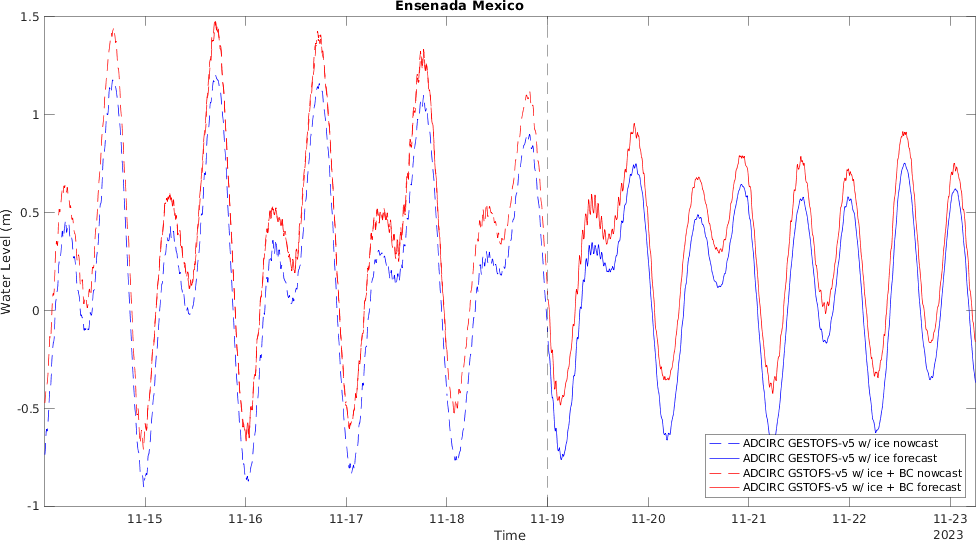 Ensenada Mexico
1.5
1
0.5
0
-0.5
-1
Water Level (m)
11-15 11-16 11-17 11-18 11-19 11-20 11-21 11-22 11-23
Time
2023
ADCIRC GESTOFS-v5 w/ ice nowcast
ADCIRC GESTOFS-v5 w/ ice forecast
ADCIRC GSTOFS-v5 w/ ice + BC nowcast
ADCIRC GSTOFS-v5 w/ ice + BC forecast